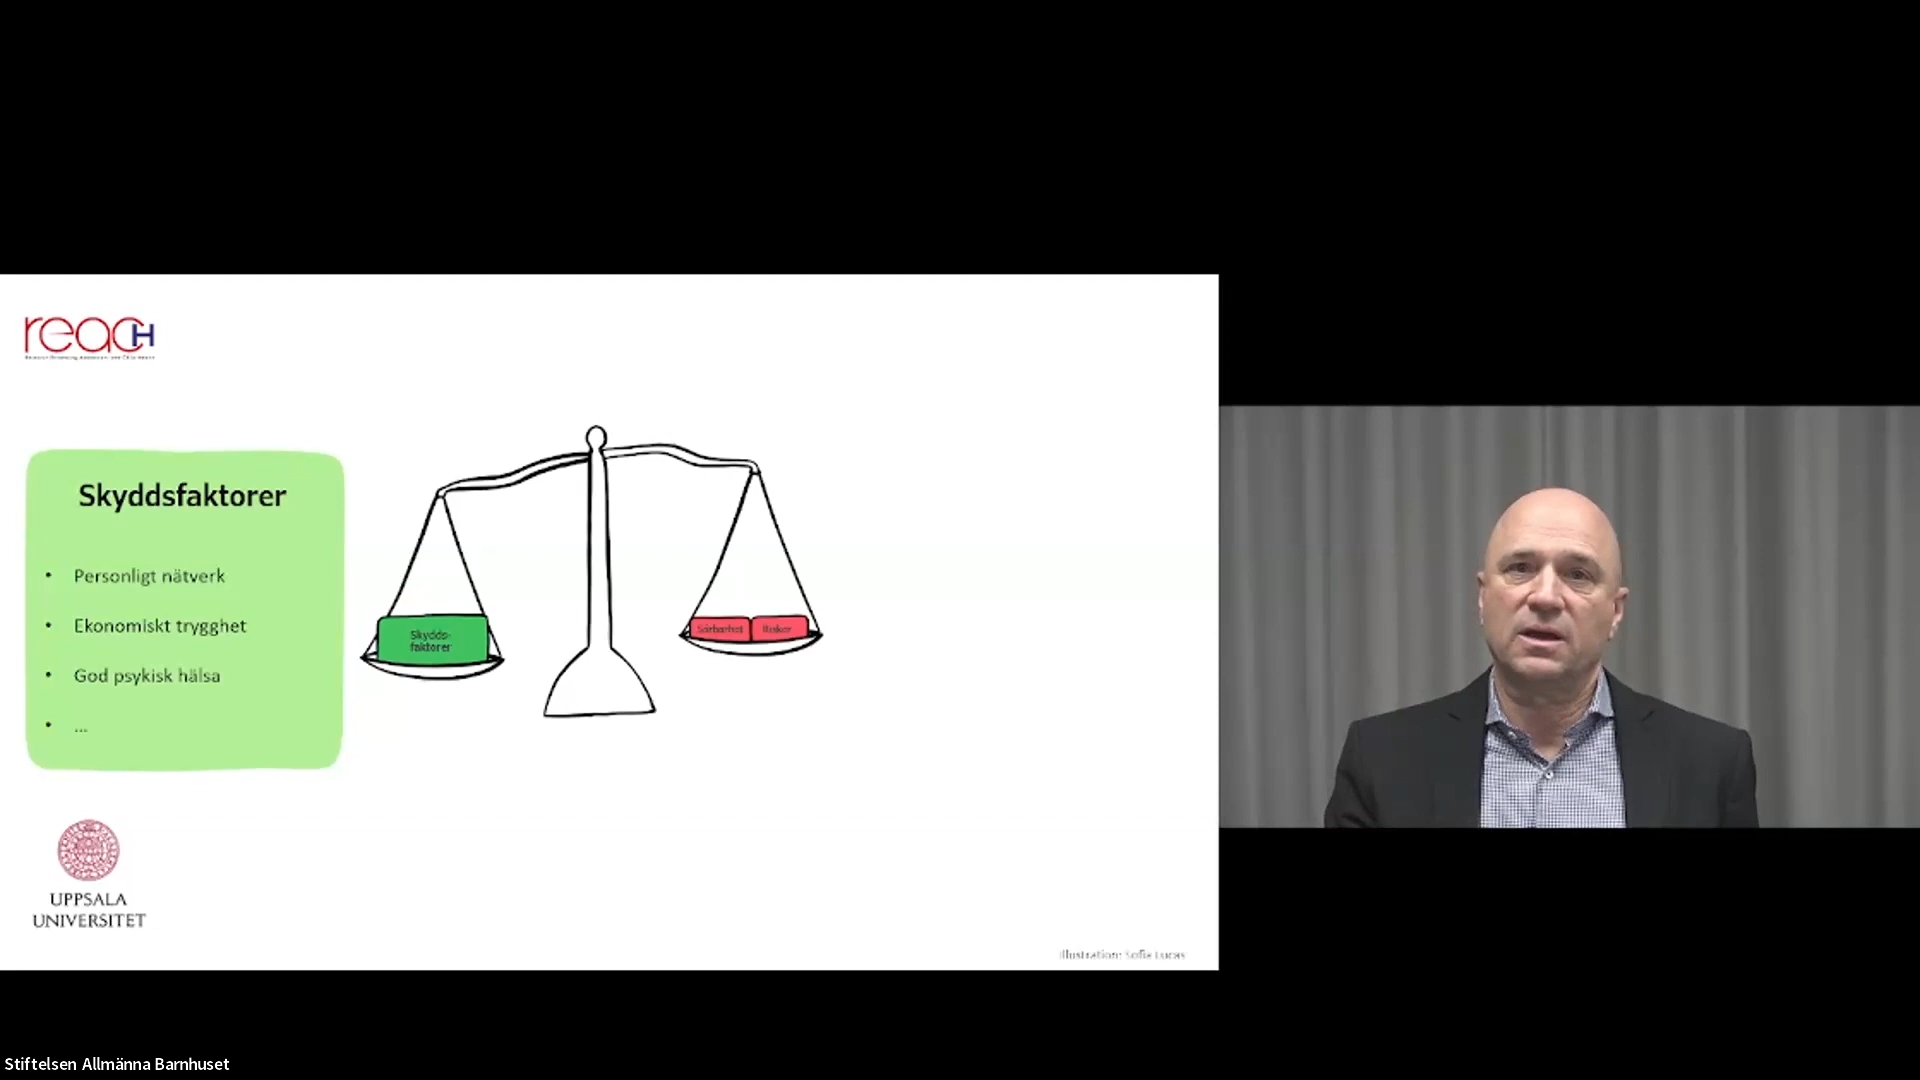 reacH
Skyddsfaktorer
• Personligt nätverk
• Ekonomiskt trygghet
• God psykisk hälsa
• ...
Skydds-
faktorer
Sårbarhet Risker
UPPSALA
UNIVERSITET
Illustration: Sofia Lucas
Stiftelsen Allmänna Barnhuset